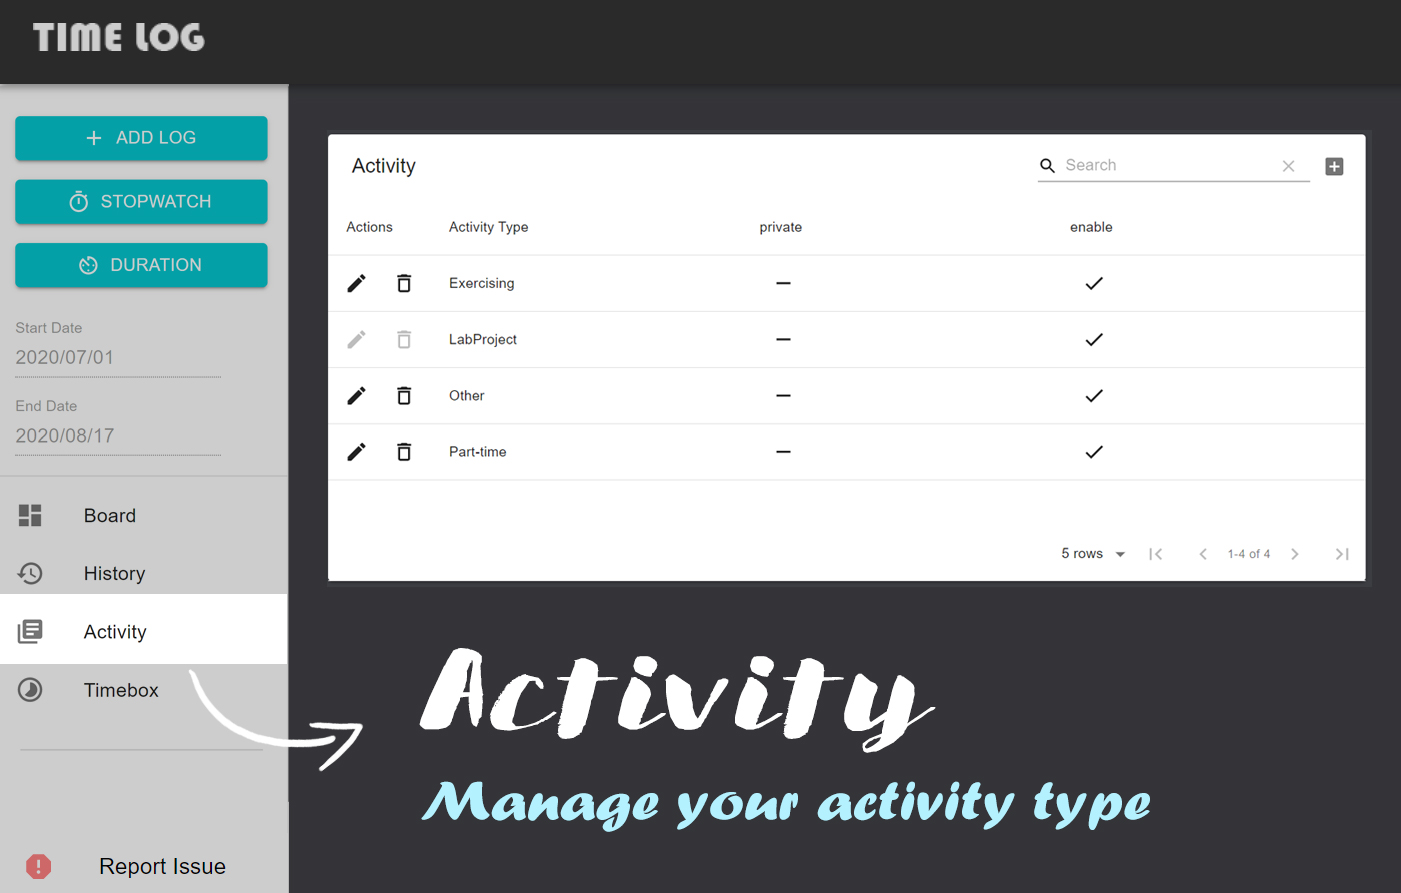 TIME LOG
ADD LOG
STOPWATCH
DURATION
Start Date
2020/07/01
End Date
2020/08/17
Board
History
Activity
Timebox
Report Issue
Activity
Search
Actions Activity Type private enable
Exercising
LabProject
Other
Part-time
5 rows 1-4 of 4
Activity
Manage your activity type